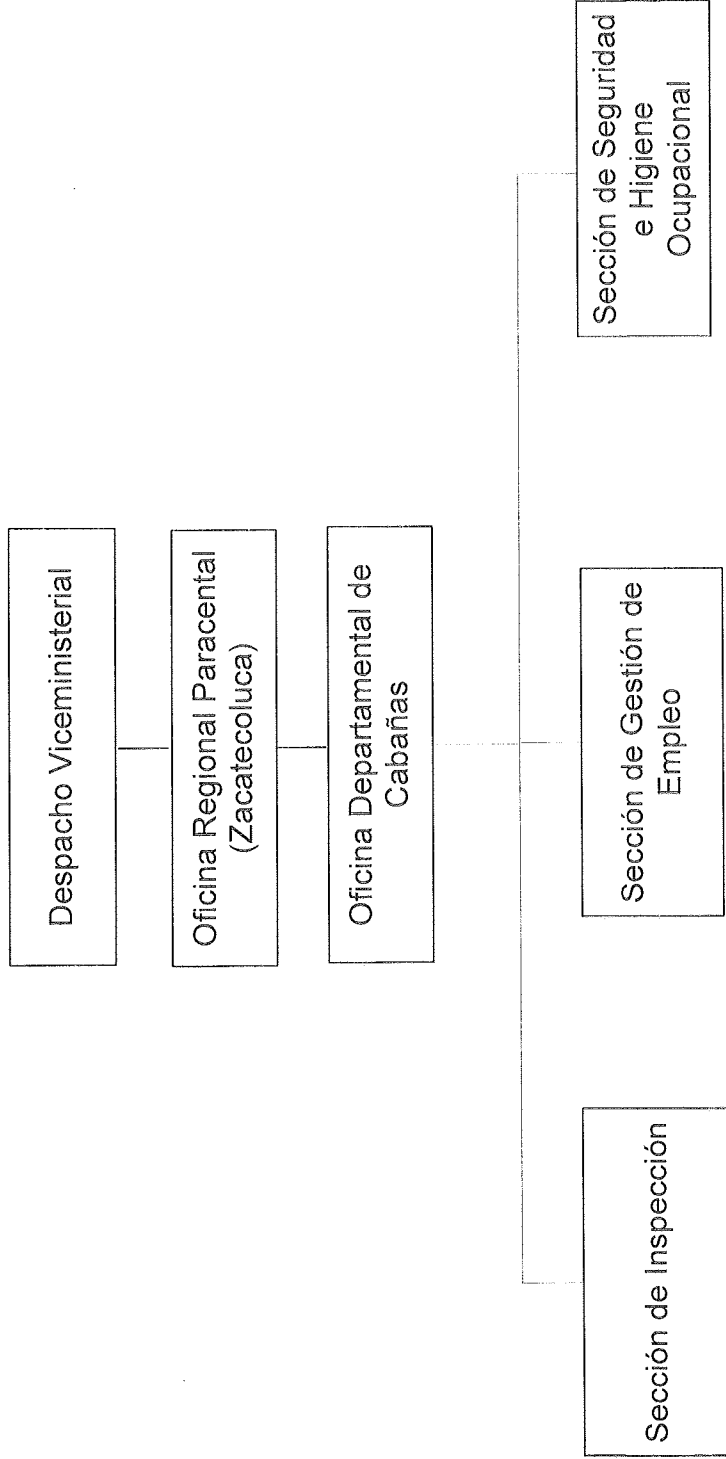 Despacho Viceministerial
Oficina Regional Paracental
(Zacatecoluca)
Oficina Departamental de
Cabañas
Sección de Inspección
Sección de Gestión de
Empleo
Sección de Seguridad
e Higiene
Ocupacional